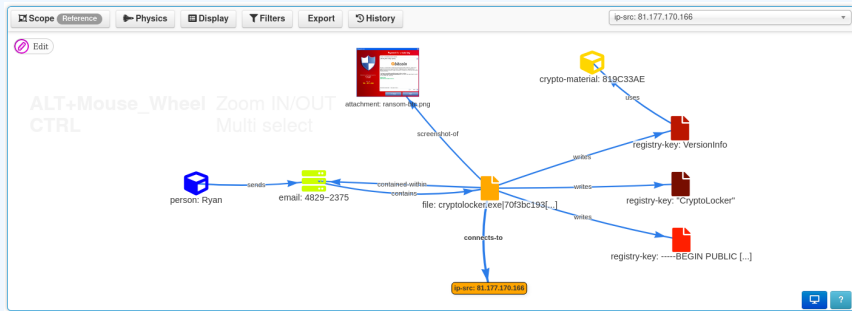 Scope Reference Physics Display Filters Export History
ip-src: 81.177.170.166
Edit
ALT+Mouse_Wheel Zoom IN/OUT
CTRL Multi select
attachment: ransom-
.png
crypto-material: 819C33AE
uses
screenshot-of
registry-key: VersionInfo
writes
person: Ryan
sends
email: 4829−2375
contained-within
contains
file: cryptolocker.exe|70f3bc193[...]
writes
registry-key: "CryptoLocker"
writes
registry-key: -----BEGIN PUBLIC [...]
connects-to
ip-src: 81.177.170.166
?